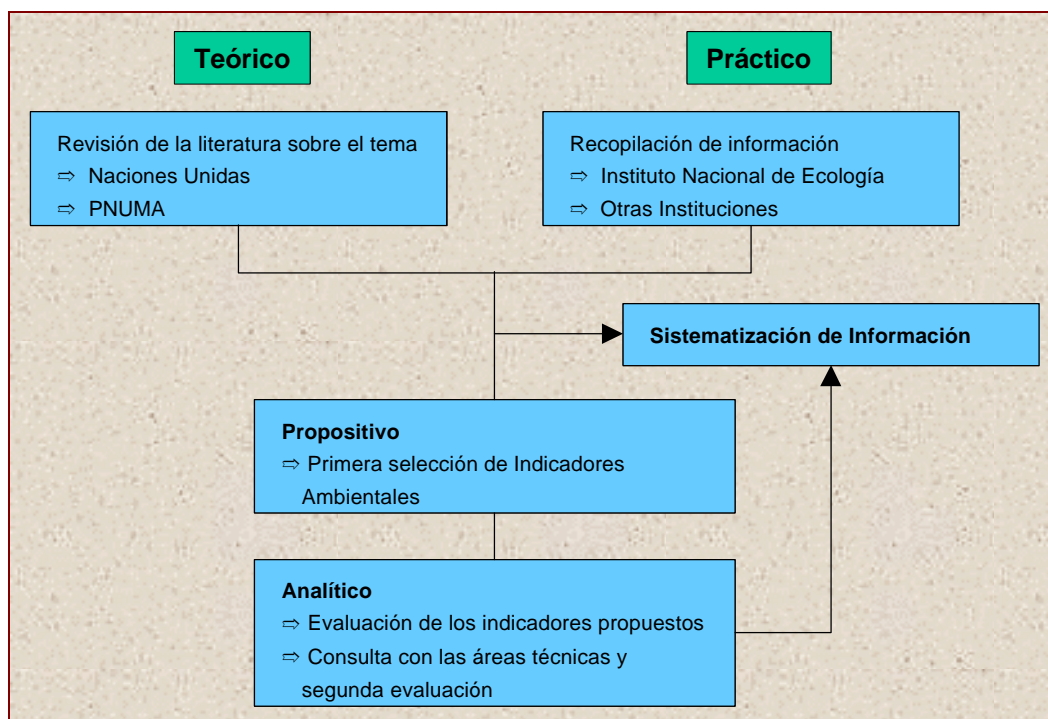 Teórico
Práctico
Revisión de la literatura sobre el tema
⇨ Naciones Unidas
⇨ PNUMA
Recopilación de información
⇨ Instituto Nacional de Ecología
⇨ Otras Instituciones
Sistematización de Información
Propositivo
⇨ Primera selección de Indicadores
Ambientales
Analítico
⇨ Evaluación de los indicadores propuestos
⇨ Consulta con las áreas técnicas y
segunda evaluación